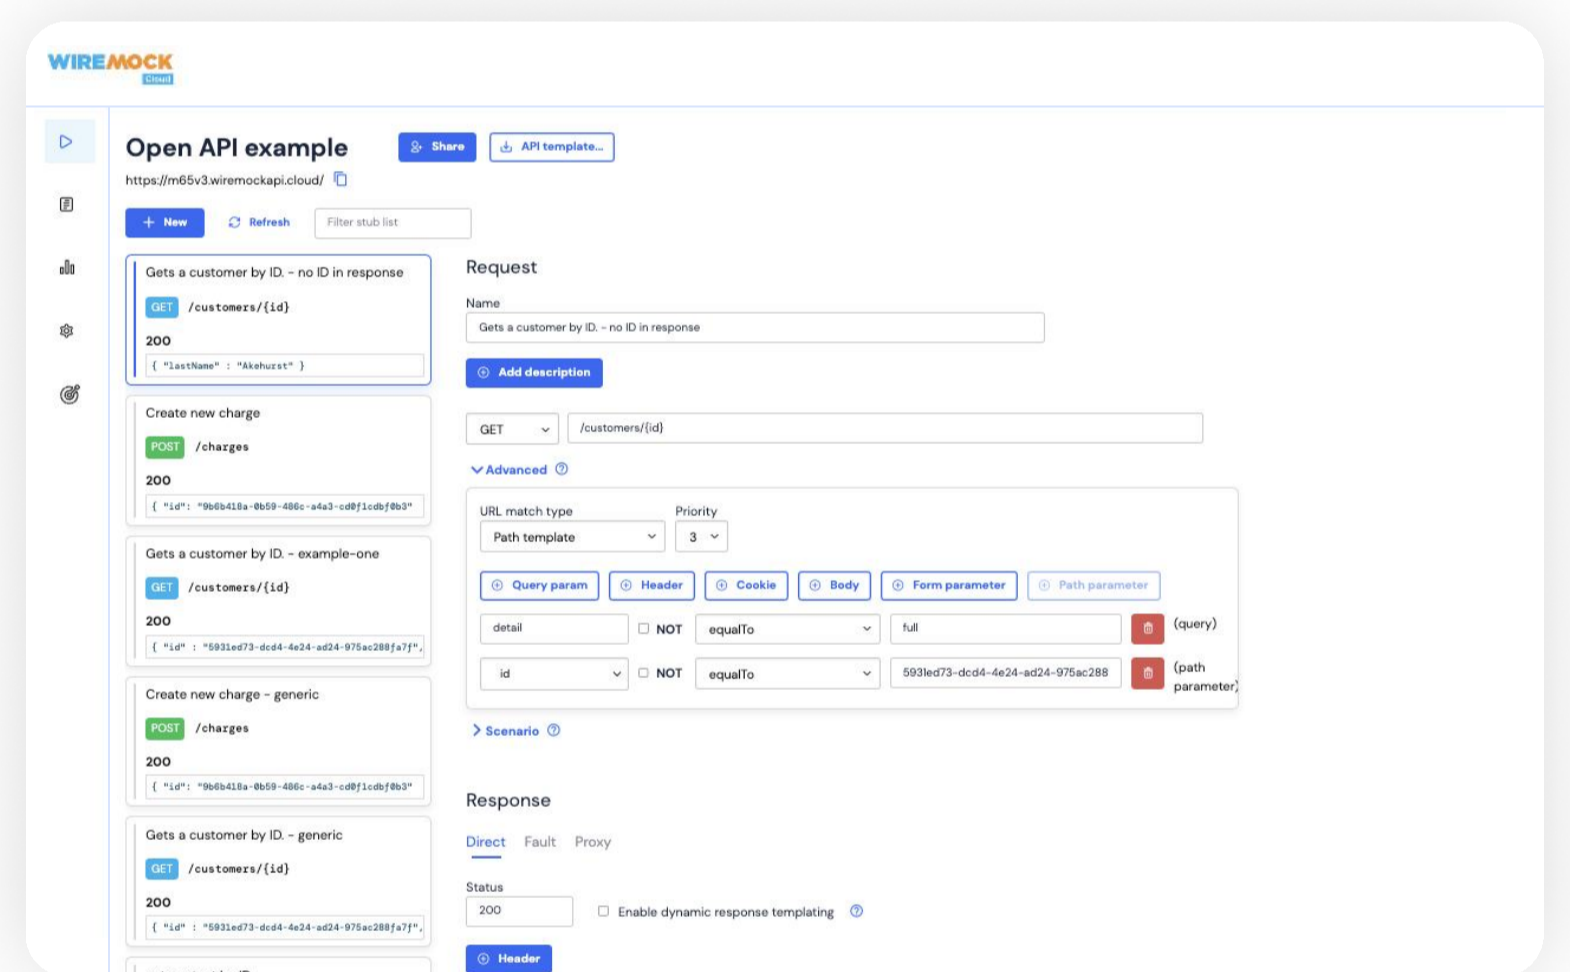 WIREMOCK
Cloud
Open API example
Share
API template...
https://m65v3.wiremockapi.cloud/
+ New
Refresh
Filter stub list
Gets a customer by ID. - no ID in response
GET /customers/{id}
200
{ "lastName" : "Akehurst" }
Create new charge
POST /charges
200
{ "id": "9b6b418a-0b59-486c-a4a3-cd0f1cdbf0b3"
Gets a customer by ID. - example-one
GET /customers/{id}
200
{ "id" : "5931ed73-dcd4-4e24-ad24-975ac288fa7f",
Create new charge - generic
POST /charges
200
{ "id": "9b6b418a-0b59-486c-a4a3-cd0f1cdbf0b3"
Gets a customer by ID. - generic
GET /customers/{id}
200
{ "id" : "5931ed73-dcd4-4e24-ad24-975ac288fa7f",
Request
Name
Gets a customer by ID. - no ID in response
Add description
GET /customers/{id}
Advanced
URL match type Priority
Path template 3
Query param Header Cookie Body Form parameter Path parameter
detail NOT equalTo full (query)
id NOT equalTo 5931ed73-dcd4-4e24-ad24-975ac288 (path
parameter)
Scenario
Response
Direct Fault Proxy
Status
200 Enable dynamic response templating
Header